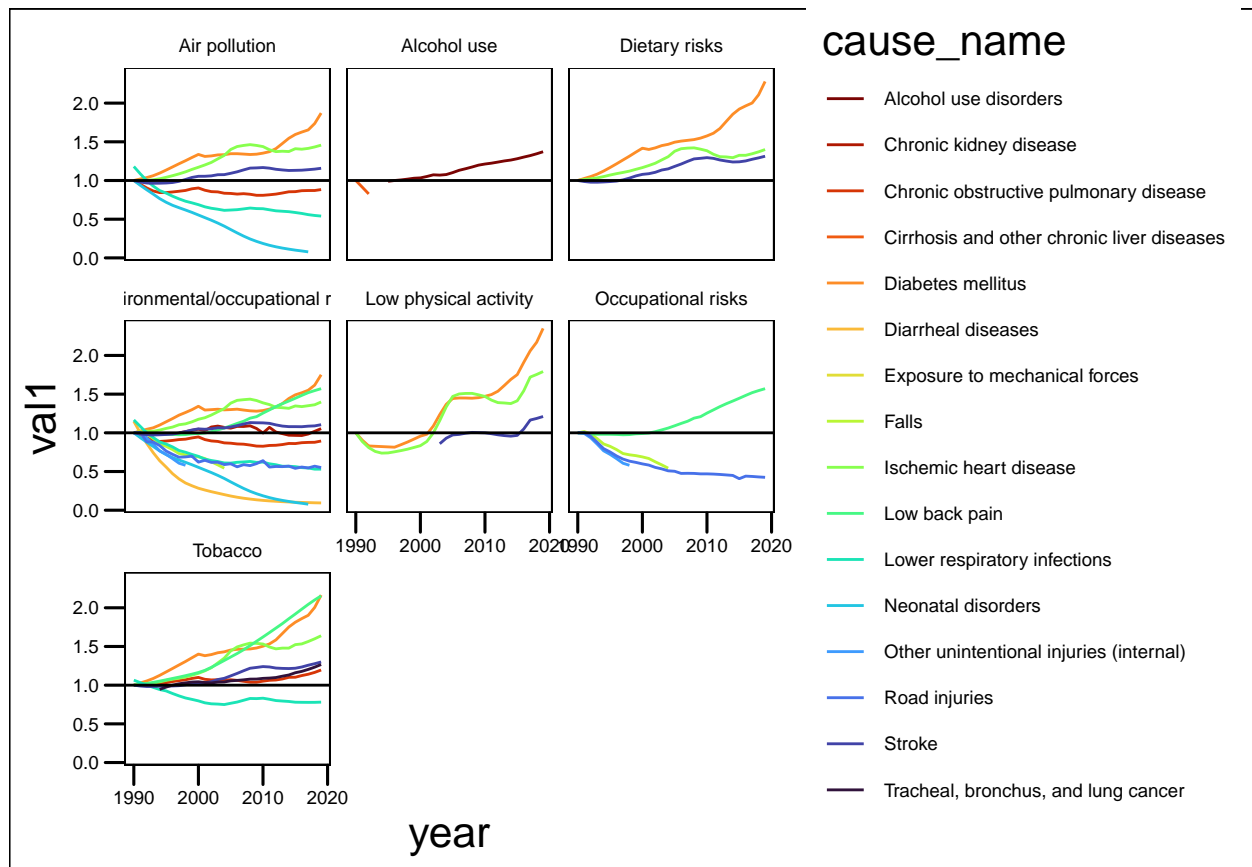 Air pollution
Alcohol use
Dietary risks
cause_name
2.0
1.5
1.0
0.5
0.0
ironmental/occupational r
Low physical activity
Occupational risks
2.0
1.5
1.0
0.5
0.0
1990 2000 2010 2020
1990 2000 2010 2020
Tobacco
2.0
1.5
1.0
0.5
0.0
1990 2000 2010 2020
val1
year
Alcohol use disorders
Chronic kidney disease
Chronic obstructive pulmonary disease
Cirrhosis and other chronic liver diseases
Diabetes mellitus
Diarrheal diseases
Exposure to mechanical forces
Falls
Ischemic heart disease
Low back pain
Lower respiratory infections
Neonatal disorders
Other unintentional injuries (internal)
Road injuries
Stroke
Tracheal, bronchus, and lung cancer